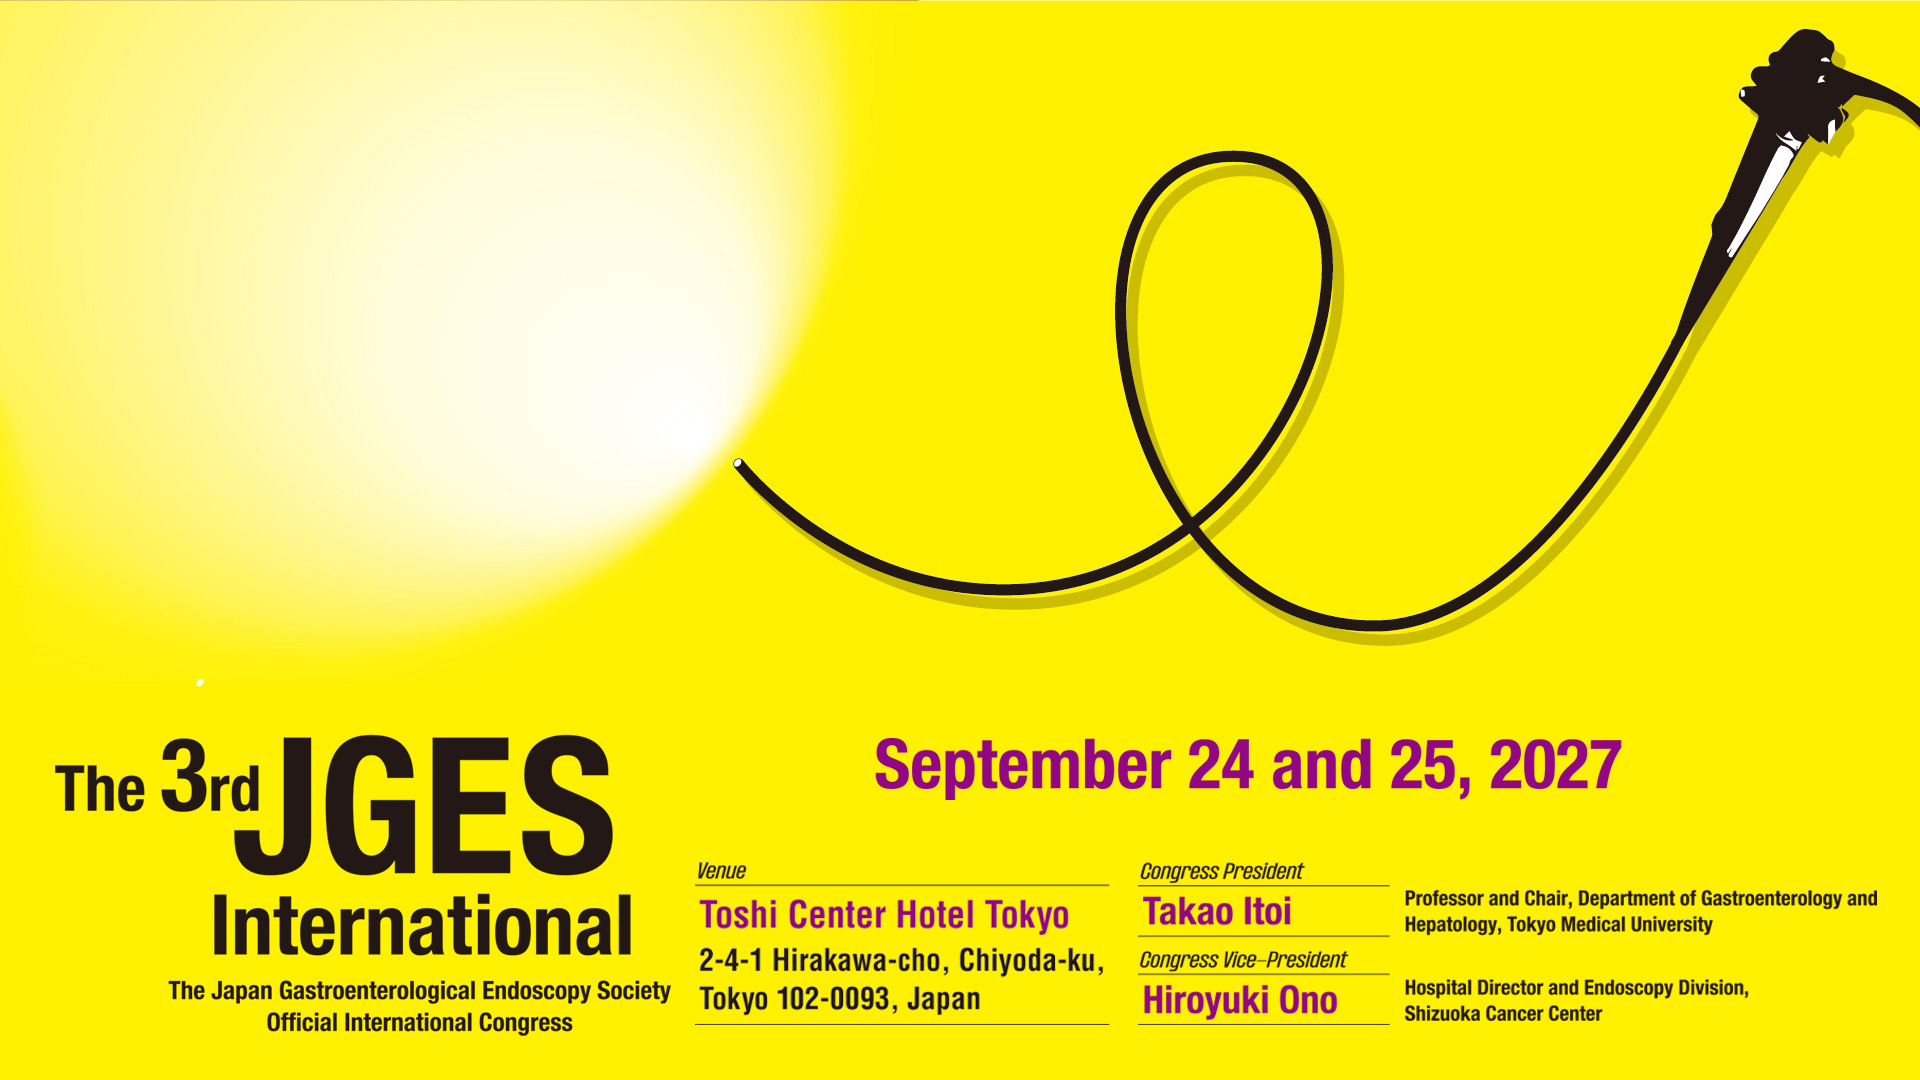 The 3rd JGES
International
The Japan Gastroenterological Endoscopy Society
Official International Congress
September 24 and 25, 2027
Venue
Toshi Center Hotel Tokyo
2-4-1 Hirakawa-cho, Chiyoda-ku,
Tokyo 102-0093, Japan
Congress President
Takao Itoi
Professor and Chair, Department of Gastroenterology and
Hepatology, Tokyo Medical University
Congress Vice-President
Hiroyuki Ono
Hospital Director and Endoscopy Division,
Shizuoka Cancer Center